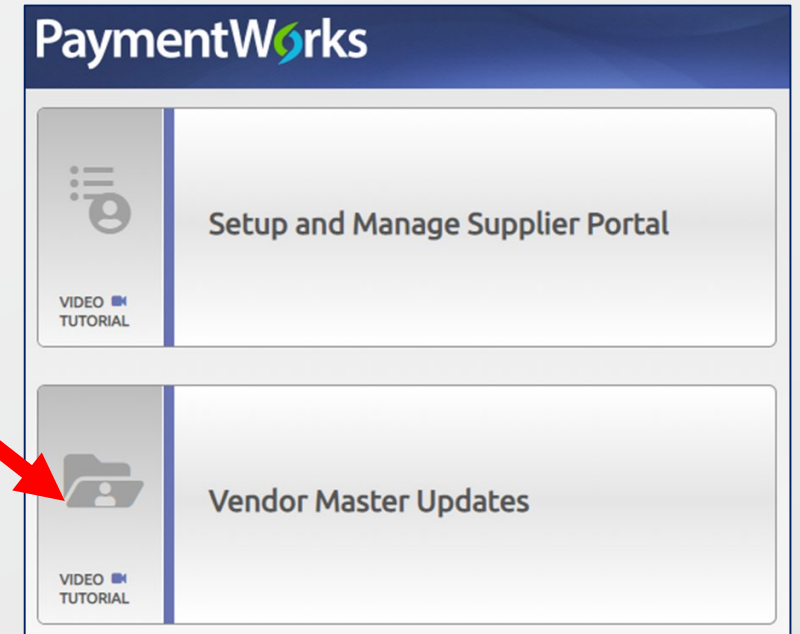 PaymentWorks
Setup and Manage Supplier Portal
VIDEO
TUTORIAL
Vendor Master Updates
VIDEO
TUTORIAL